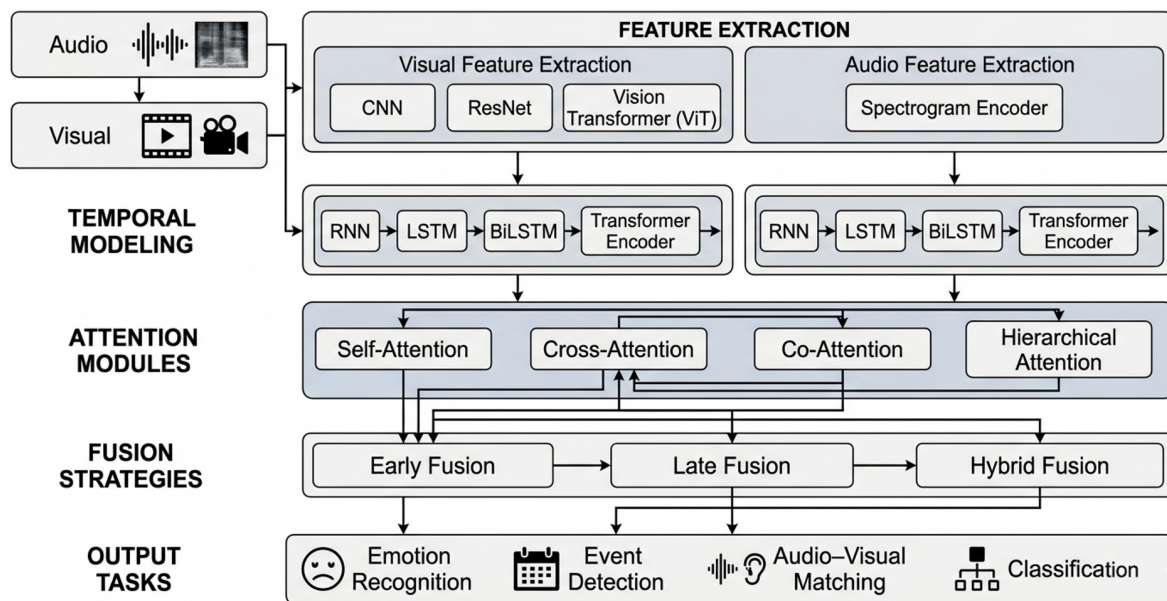 Audio
Visual
FEATURE EXTRACTION
Visual Feature Extraction
CNN
ResNet
Vision
Transformer (ViT)
Audio Feature Extraction
Spectrogram Encoder
TEMPORAL
MODELING
RNN
LSTM
BiLSTM
Transformer
Encoder
RNN
LSTM
BiLSTM
Transformer
Encoder
ATTENTION
MODULES
Self-Attention
Cross-Attention
Co-Attention
Hierarchical
Attention
FUSION
STRATEGIES
Early Fusion
Late Fusion
Hybrid Fusion
OUTPUT
TASKS
Emotion
Recognition
Event
Detection
Audio–Visual
Matching
Classification